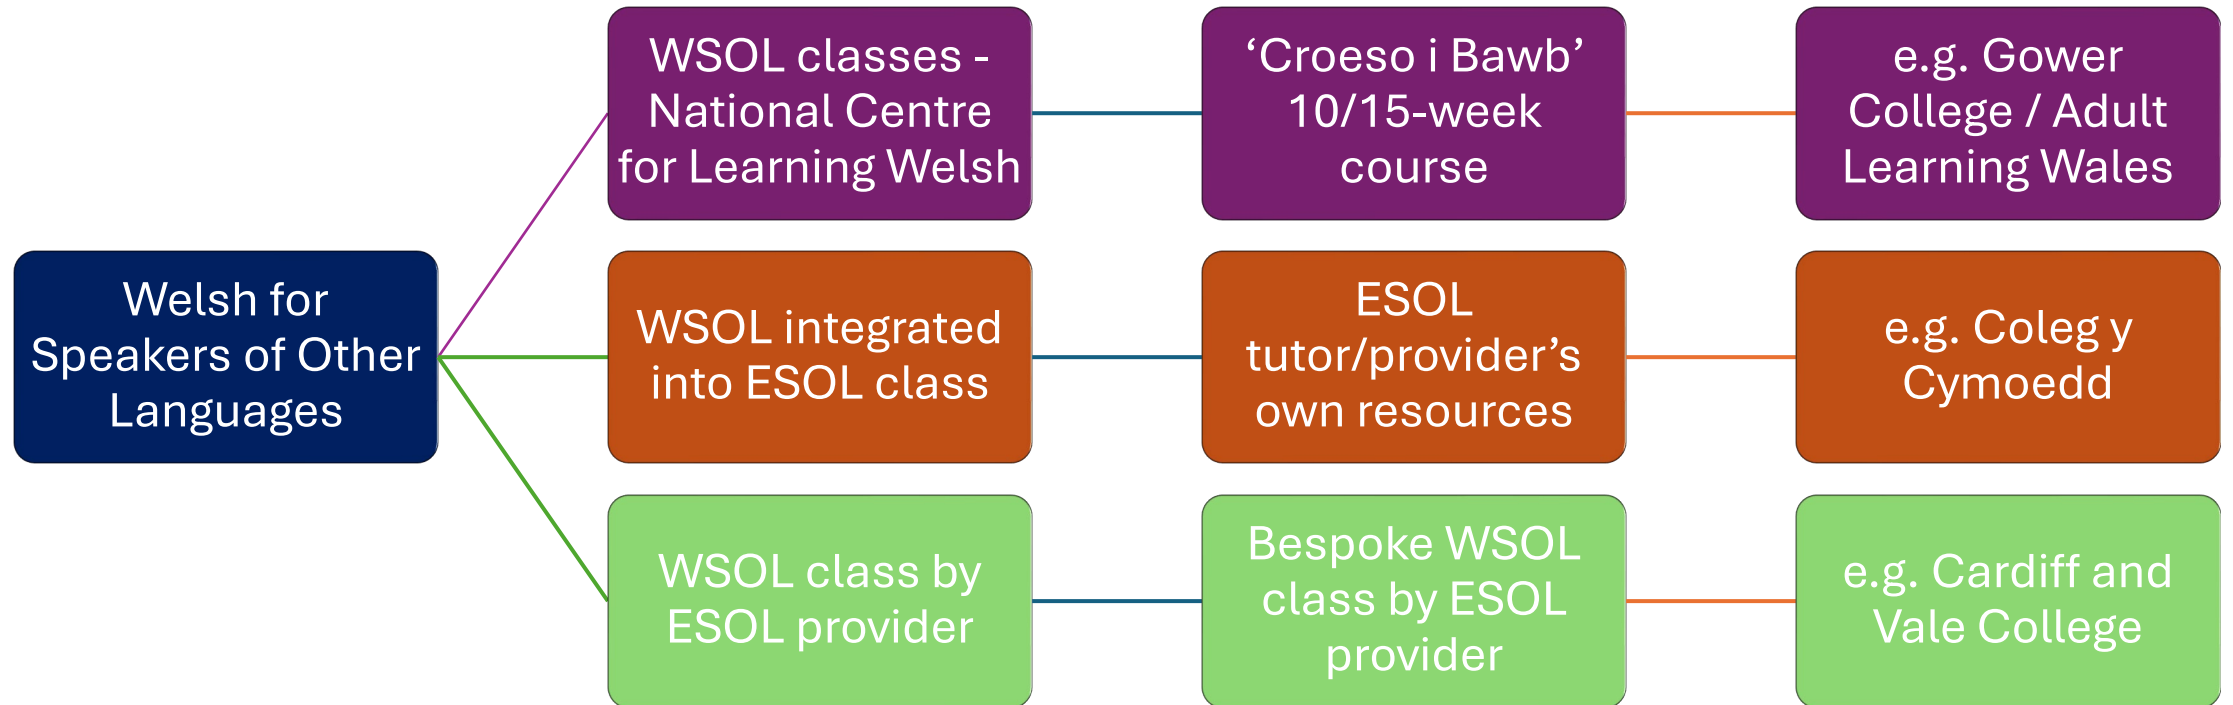 WSOL classes -
National Centre
for Learning Welsh
‘Croeso i Bawb’
10/15-week
course
e.g. Gower
College / Adult
Learning Wales
Welsh for
Speakers of Other
Languages
WSOL integrated
into ESOL class
ESOL
tutor/provider’s
own resources
e.g. Coleg y
Cymoedd
WSOL class by
ESOL provider
Bespoke WSOL
class by ESOL
provider
e.g. Cardiff and
Vale College